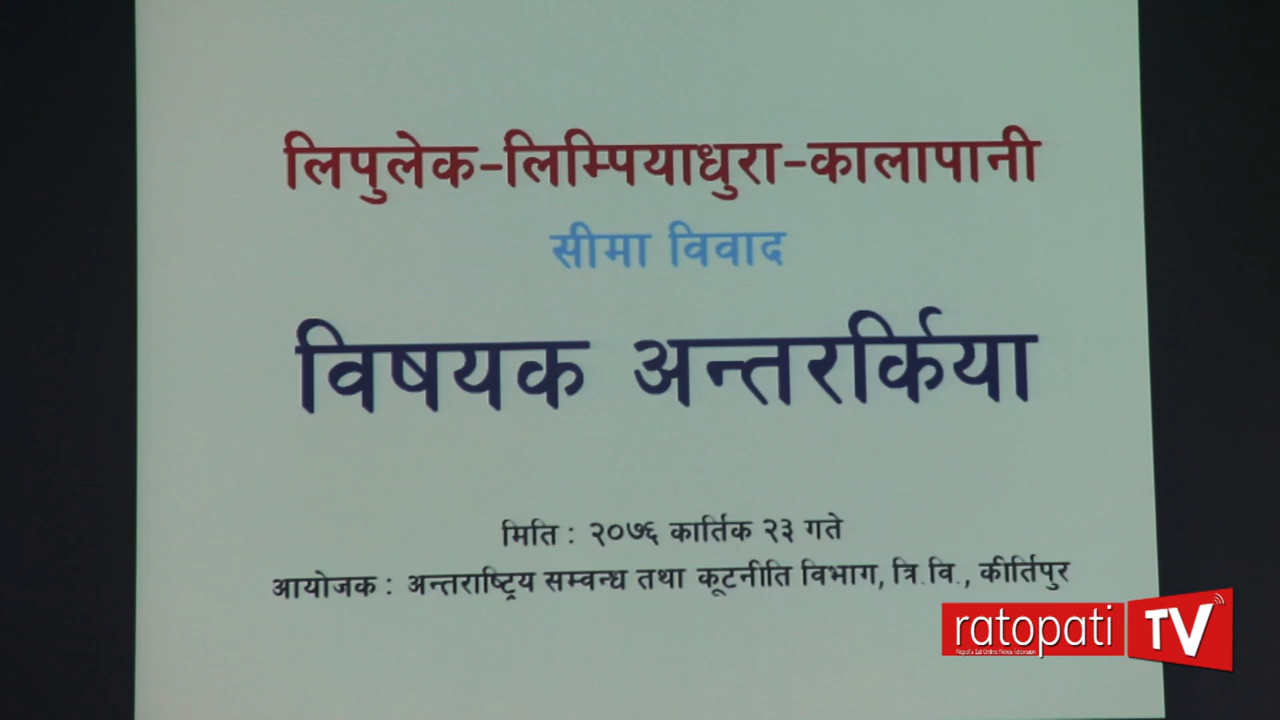 लिपुलेक-लिम्पियाधुरा-कालापानी
सीमा विवाद
विषयक अन्तरर्किया
मिति : २०७६ कार्तिक २३ गते
आयोजक : अन्तराष्ट्रिय सम्वन्ध तथा कूटनीति विभाग, त्रि.वि., कीर्तिपुर
ratopati TV